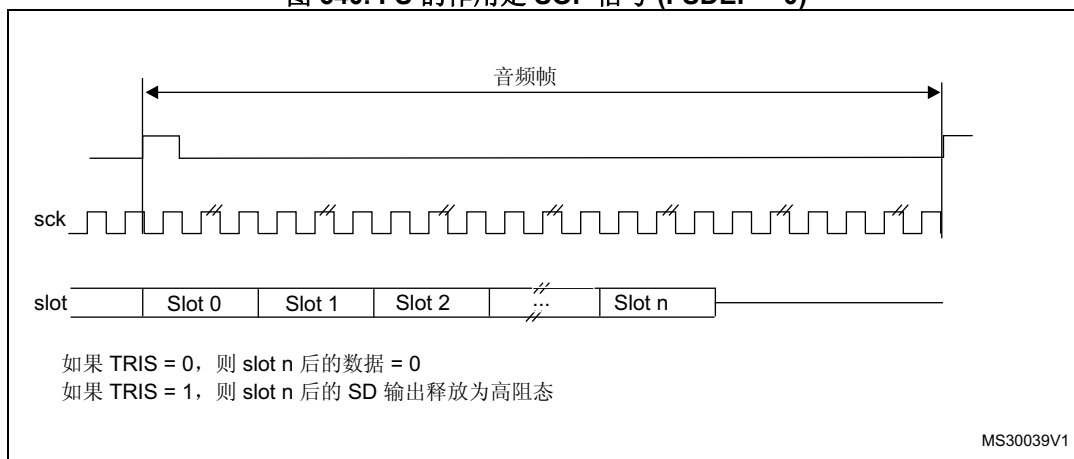 音频帧
sck
slot Slot 0 Slot 1 Slot 2 ... Slot n
如果 TRIS = 0，则 slot n 后的数据 = 0
如果 TRIS = 1，则 slot n 后的 SD 输出释放为高阻态
MS30039V1